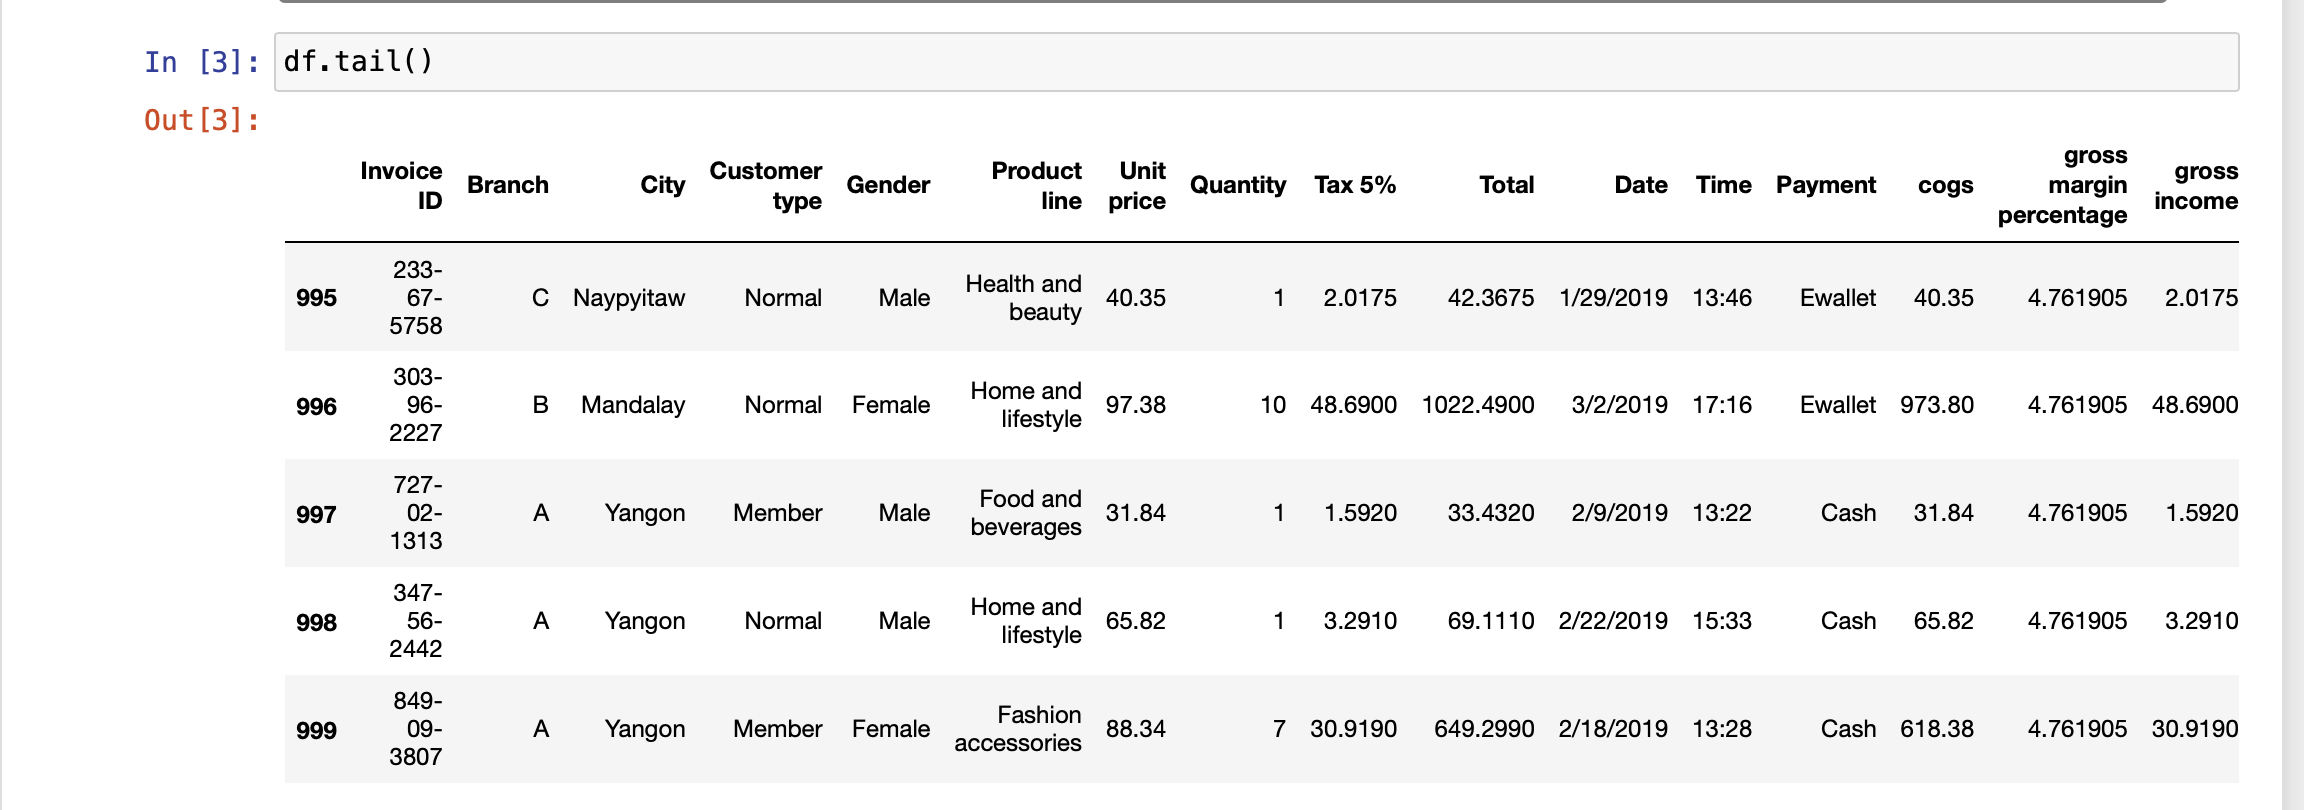 In [3]: df.tail()
Out[3]:
Invoice ID Branch City Customer type Gender Product line Unit price Quantity Tax 5% Total Date Time Payment cogs gross margin percentage gross income
995 233-67-5758 C Naypyitaw Normal Male Health and beauty 40.35 1 2.0175 42.3675 1/29/2019 13:46 Ewallet 40.35 4.761905 2.0175
996 303-96-2227 B Mandalay Normal Female Home and lifestyle 97.38 10 48.6900 1022.4900 3/2/2019 17:16 Ewallet 973.80 4.761905 48.6900
997 727-02-1313 A Yangon Member Male Food and beverages 31.84 1 1.5920 33.4320 2/9/2019 13:22 Cash 31.84 4.761905 1.5920
998 347-56-2442 A Yangon Normal Male Home and lifestyle 65.82 1 3.2910 69.1110 2/22/2019 15:33 Cash 65.82 4.761905 3.2910
999 849-09-3807 A Yangon Member Female Fashion accessories 88.34 7 30.9190 649.2990 2/18/2019 13:28 Cash 618.38 4.761905 30.9190